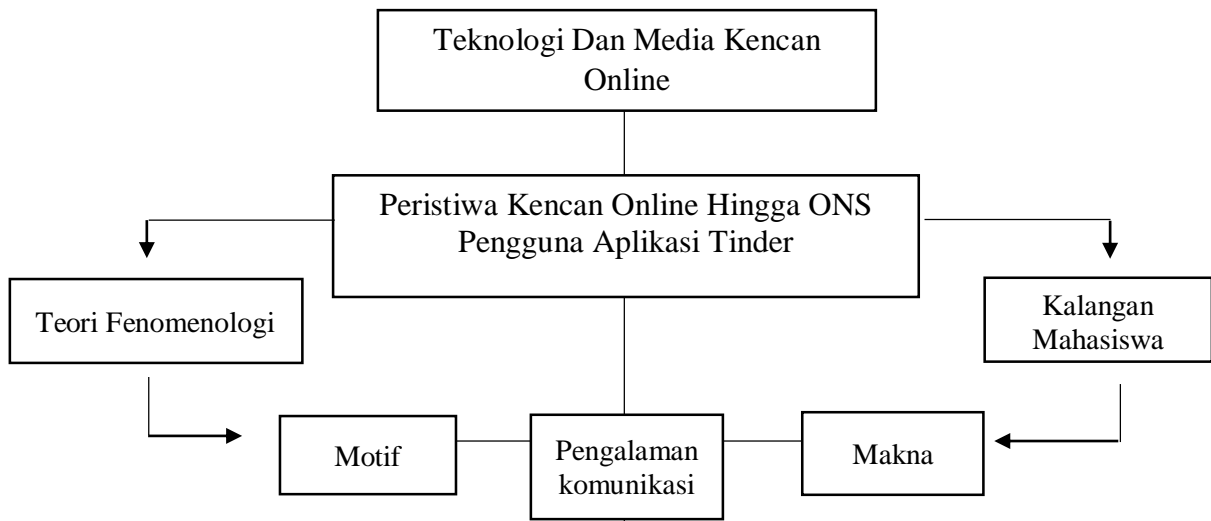 Teknologi Dan Media Kencan
Online
Peristiwa Kencan Online Hingga ONS
Pengguna Aplikasi Tinder
Teori Fenomenologi
Kalangan
Mahasiswa
Motif
Pengalaman
komunikasi
Makna